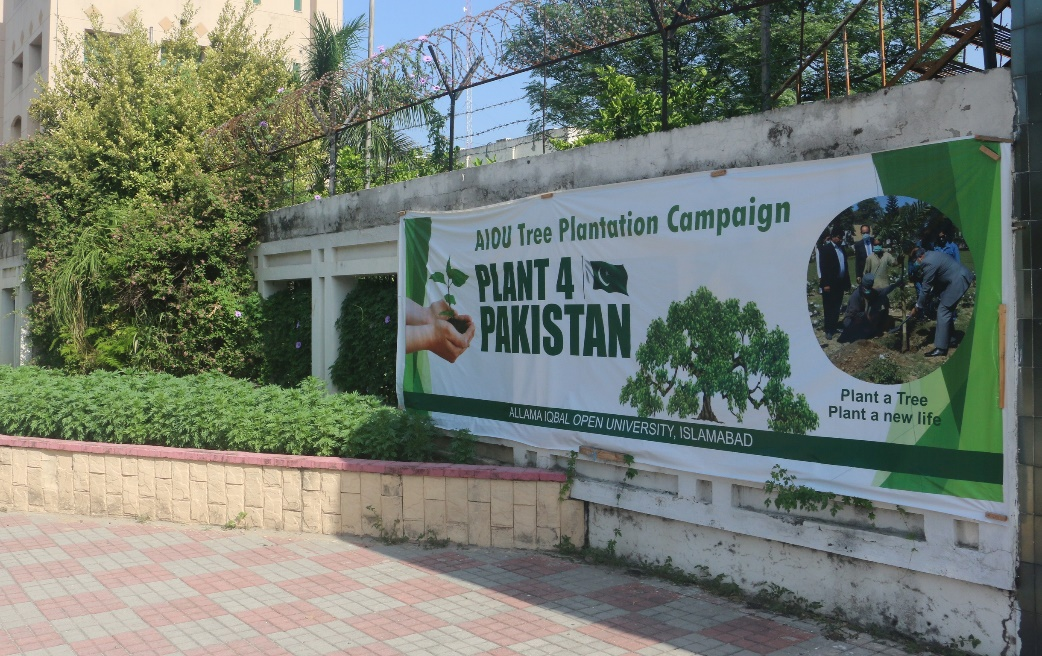 AIOU Tree Plantation Campaign
PLANT 4
PAKISTAN
Plant a Tree
Plant a new life
ALLAMA IQBAL OPEN UNIVERSITY, ISLAMABAD